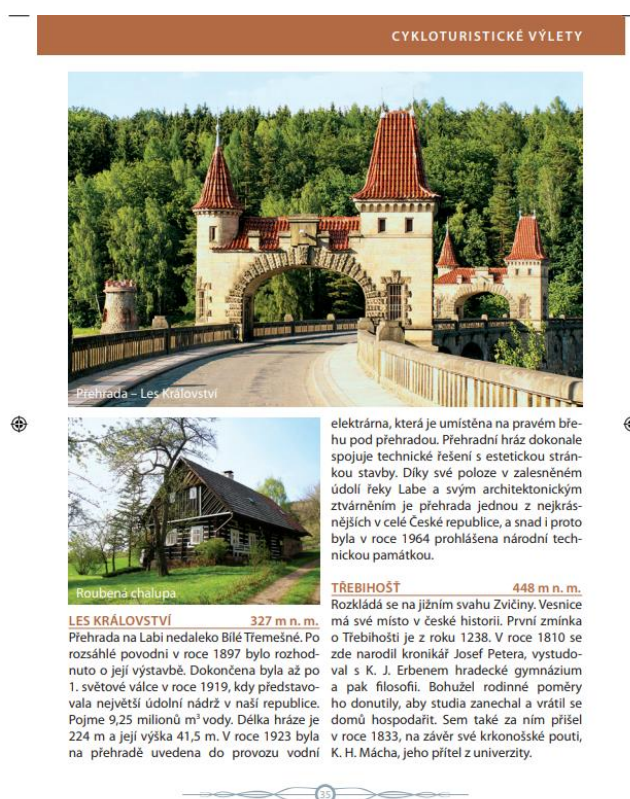 CYKLOTURISTICKÉ VÝLETY
Přehrada – Les Království
Roubená chalupa
LES KRÁLOVSTVÍ 327 m n. m.
Přehrada na Labi nedaleko Bílé Třemešné. Po
rozsáhlé povodni v roce 1897 bylo rozhod-
nuto o její výstavbě. Dokončena byla až po
1. světové válce v roce 1919, kdy představo-
vala největší údolní nádrž v naší republice.
Pojme 9,25 milionů m³ vody. Délka hráze je
224 m a její výška 41,5 m. V roce 1923 byla
na přehradě uvedena do provozu vodní
elektrárna, která je umístěna na pravém bře-
hu pod přehradou. Přehradní hráz dokonale
spojuje technické řešení s estetickou strán-
kou stavby. Díky své poloze v zalesněném
údolí řeky Labe a svým architektonickým
ztvárněním je přehrada jednou z nejkrás-
nějších v celé České republice, a snad i proto
byla v roce 1964 prohlášena národní tech-
nickou památkou.
TŘEBIHOŠŤ 448 m n. m.
Rozkládá se na jižním svahu Zvičiny. Vesnice
má své místo v české historii. První zmínka
o Třebihošti je z roku 1238. V roce 1810 se
zde narodil kronikář Josef Petera, vystudo-
val s K. J. Erbenem hradecké gymnázium
a pak filosofii. Bohužel rodinné poměry
ho donutily, aby studia zanechal a vrátil se
domů hospodařit. Sem také za ním přišel
v roce 1833, na závěr své krkonošské pouti,
K. H. Mácha, jeho přítel z univerzity.
35